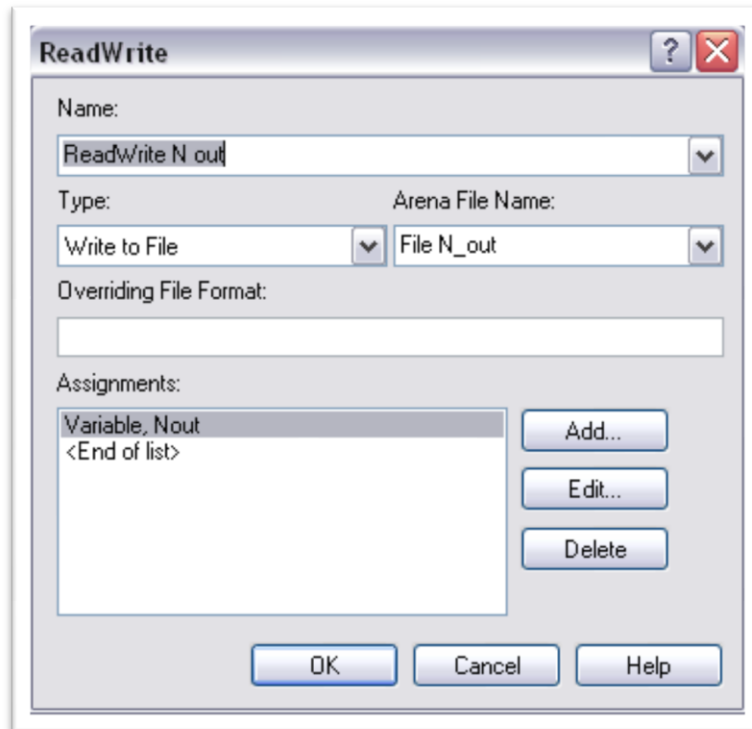 ReadWrite
Name:
ReadWrite N out
Type: Arena File Name:
Write to File File N_out
Overriding File Format:
Assignments:
Variable, Nout
<End of list>
Add...
Edit...
Delete
OK Cancel Help